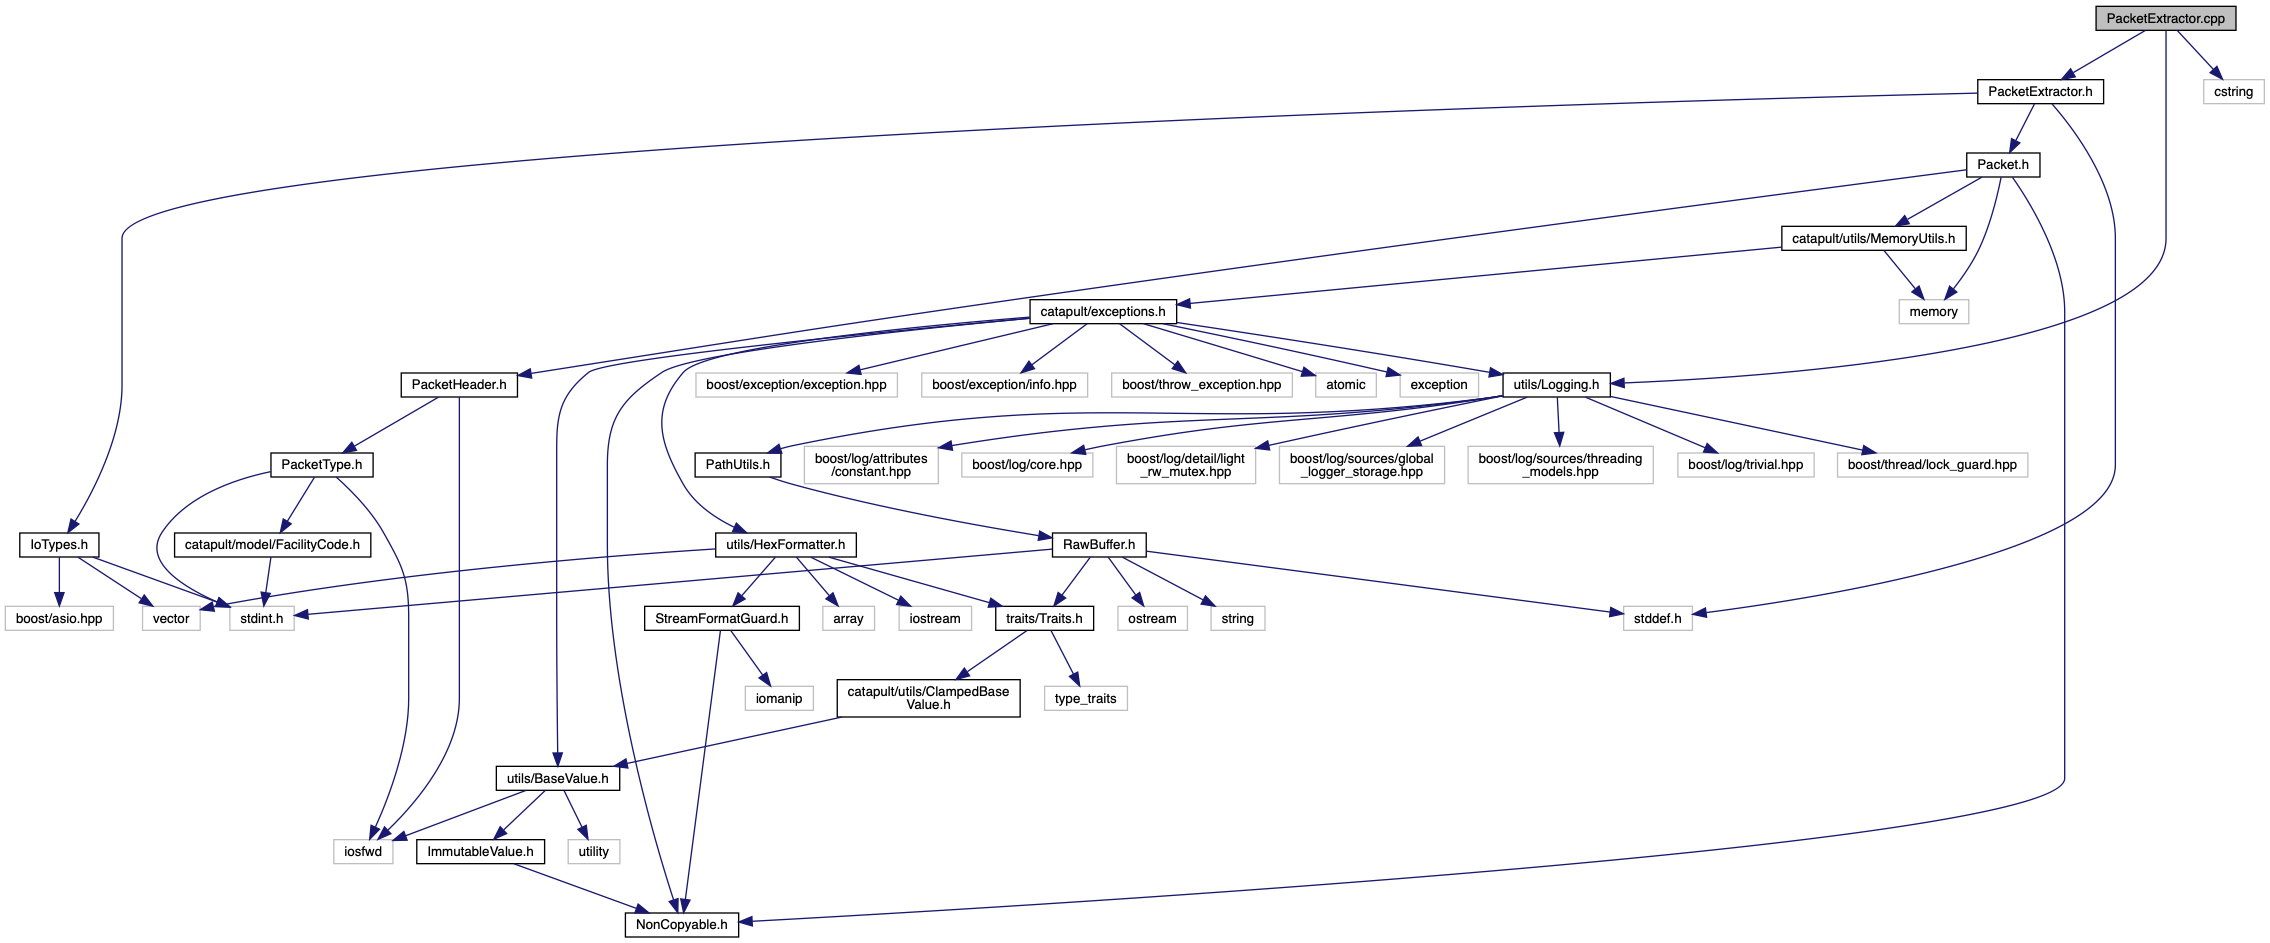 PacketExtractor.cpp
PacketExtractor.h
cstring
Packet.h
catapult/utils/MemoryUtils.h
catapult/exceptions.h
memory
PacketHeader.h
boost/exception/exception.hpp
boost/exception/info.hpp
boost/throw_exception.hpp
atomic
exception
utils/Logging.h
PacketType.h
PathUtils.h
boost/log/attributes
/constant.hpp
boost/log/core.hpp
boost/log/detail/light
_rw_mutex.hpp
boost/log/sources/global
_logger_storage.hpp
boost/log/sources/threading
_models.hpp
boost/log/trivial.hpp
boost/thread/lock_guard.hpp
IoTypes.h
catapult/model/FacilityCode.h
utils/HexFormatter.h
RawBuffer.h
boost/asio.hpp
vector
stdint.h
StreamFormatGuard.h
array
iostream
traits/Traits.h
ostream
string
stddef.h
iomanip
catapult/utils/ClampedBase
Value.h
type_traits
utils/BaseValue.h
iosfwd
ImmutableValue.h
utility
NonCopyable.h